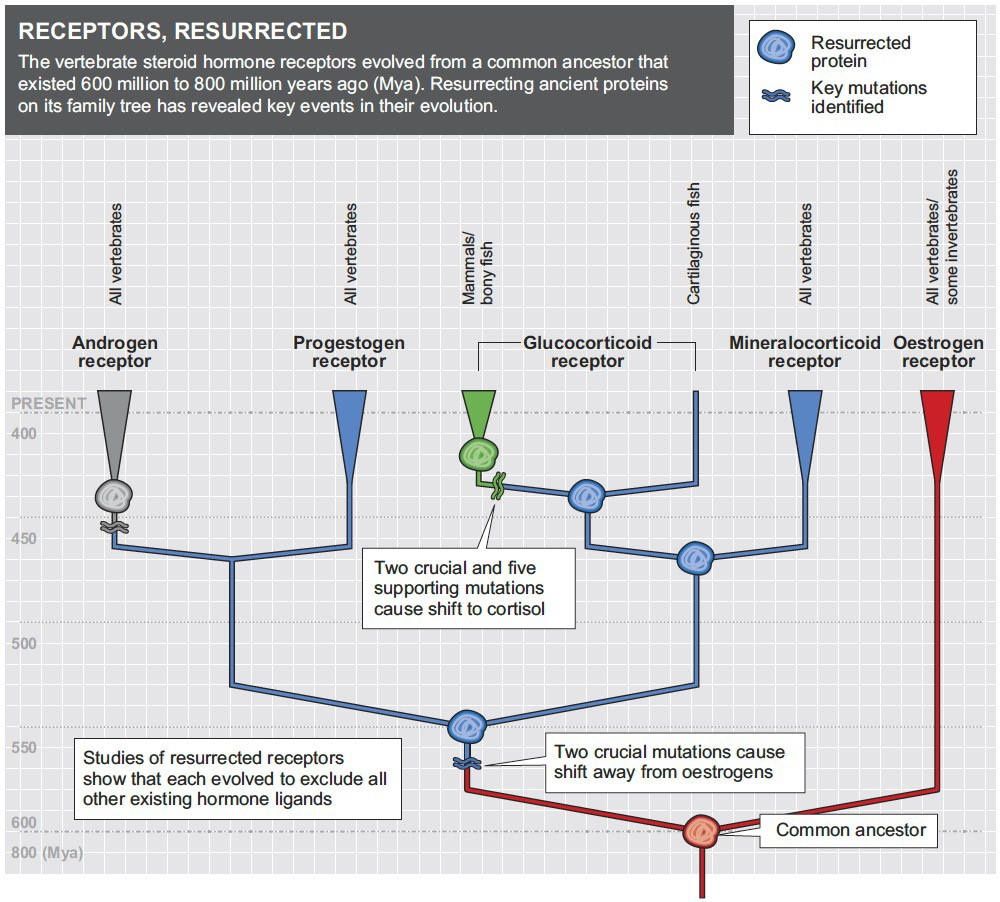 RECEPTORS, RESURRECTED
The vertebrate steroid hormone receptors evolved from a common ancestor that
existed 600 million to 800 million years ago (Mya). Resurrecting ancient proteins
on its family tree has revealed key events in their evolution.
Resurrected
protein
Key mutations
identified
All vertebrates
All vertebrates
Mammals/
bony fish
Cartilaginous fish
All vertebrates
All vertebrates/
some invertebrates
Androgen
receptor
Progestogen
receptor
Glucocorticoid
receptor
Mineralocorticoid
receptor
Oestrogen
receptor
PRESENT
400
450
Two crucial and five
supporting mutations
cause shift to cortisol
500
550
Two crucial mutations cause
shift away from oestrogens
Studies of resurrected receptors
show that each evolved to exclude all
other existing hormone ligands
600
Common ancestor
800 (Mya)